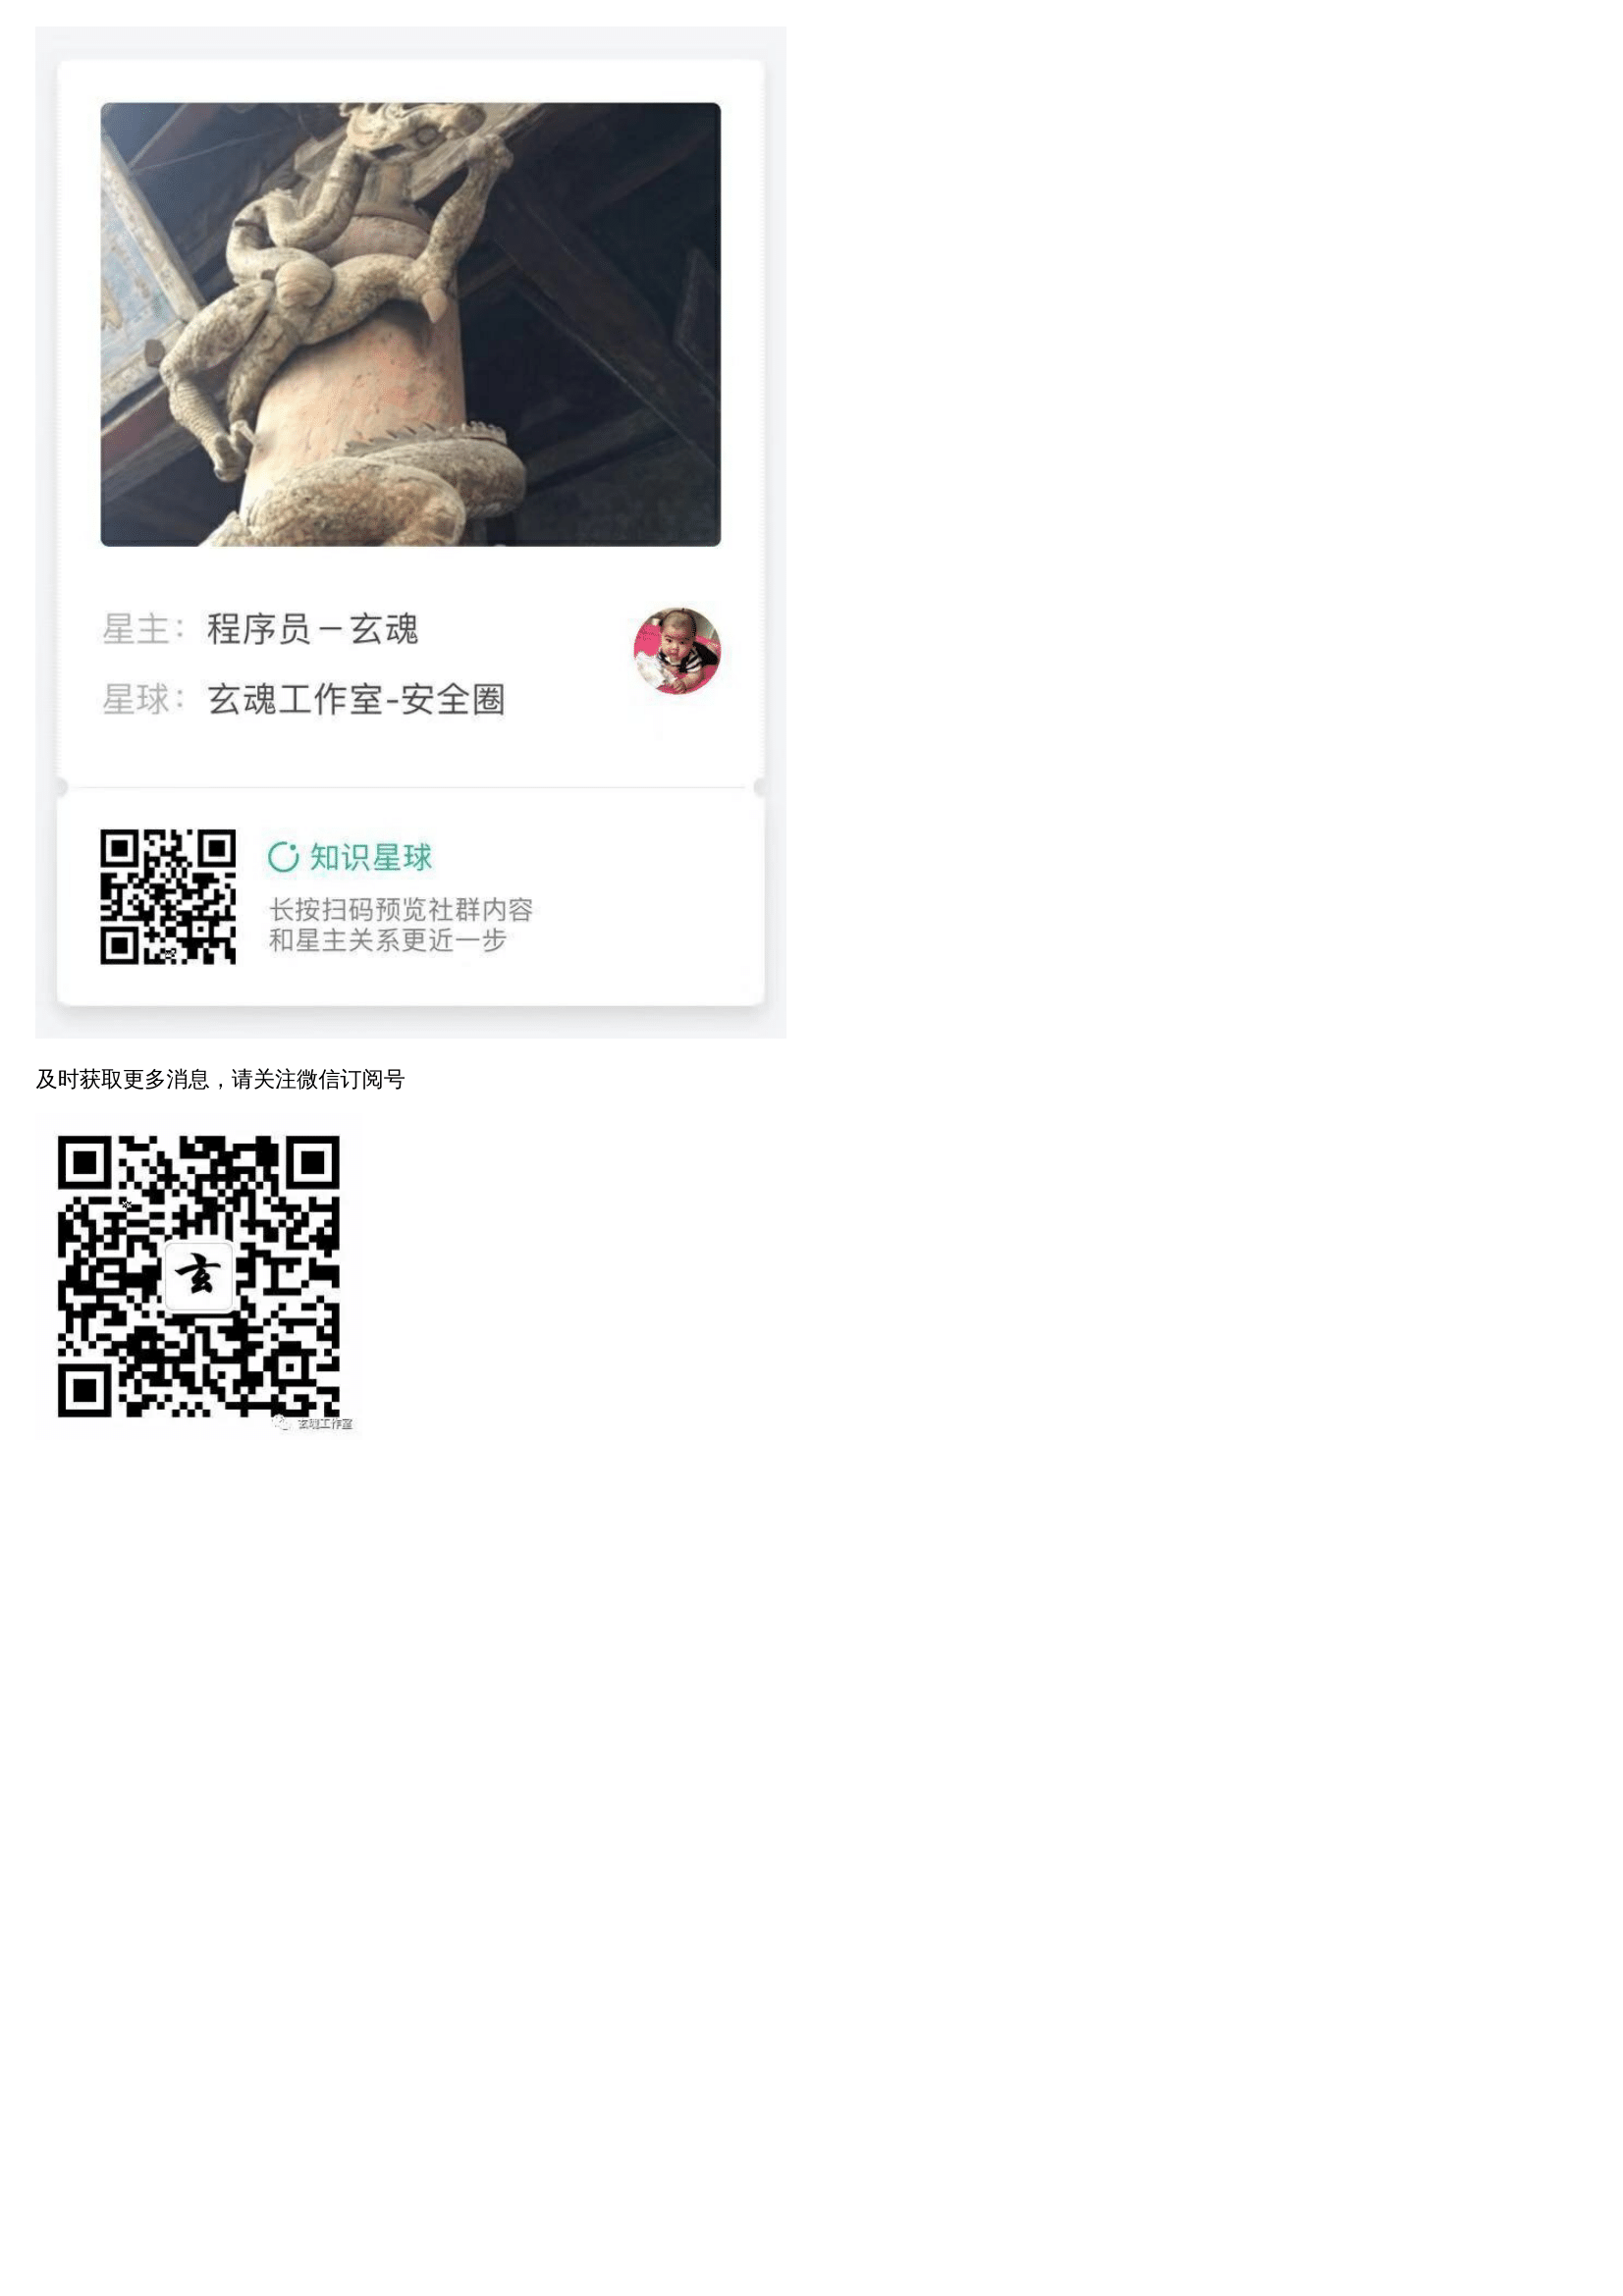 星主：程序员－玄魂
星球：玄魂工作室-安全圈
知识星球
长按扫码预览社群内容
和星主关系更近一步
及时获取更多消息，请关注微信订阅号
玄
玄魂工作室